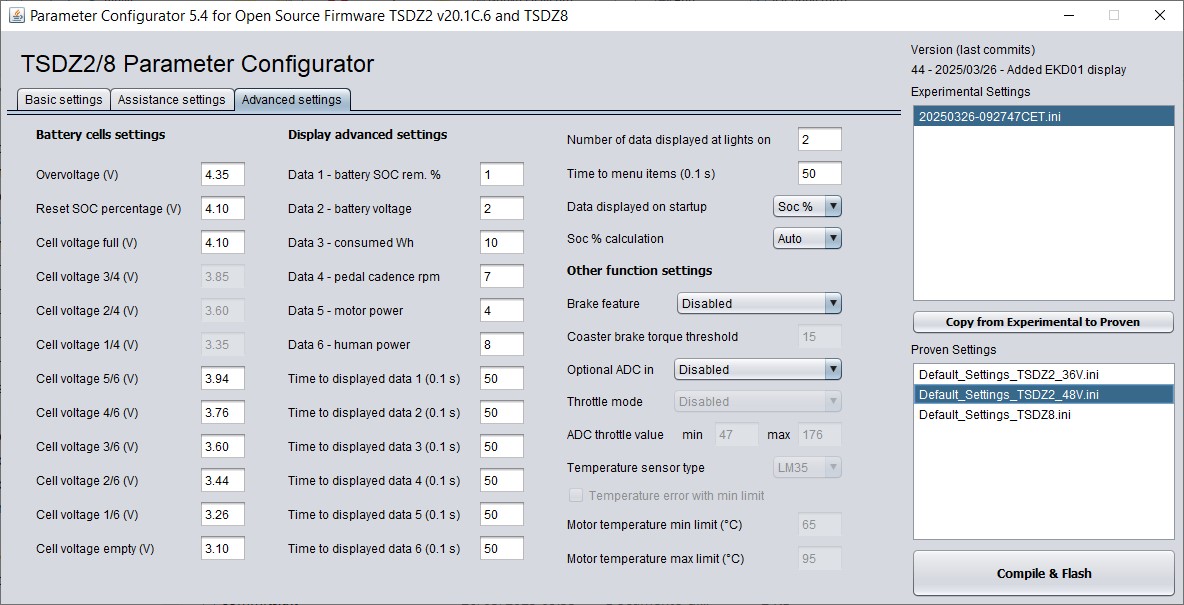 Parameter Configurator 5.4 for Open Source Firmware TSDZ2 v20.1C.6 and TSDZ8
TSDZ2/8 Parameter Configurator
Basic settings
Assistance settings
Advanced settings
Battery cells settings
Overvoltage (V) 4.35
Reset SOC percentage (V) 4.10
Cell voltage full (V) 4.10
Cell voltage 3/4 (V) 3.85
Cell voltage 2/4 (V) 3.60
Cell voltage 1/4 (V) 3.35
Cell voltage 5/6 (V) 3.94
Cell voltage 4/6 (V) 3.76
Cell voltage 3/6 (V) 3.60
Cell voltage 2/6 (V) 3.44
Cell voltage 1/6 (V) 3.26
Cell voltage empty (V) 3.10
Display advanced settings
Data 1 - battery SOC rem. % 1
Data 2 - battery voltage 2
Data 3 - consumed Wh 10
Data 4 - pedal cadence rpm 7
Data 5 - motor power 4
Data 6 - human power 8
Time to displayed data 1 (0.1 s) 50
Time to displayed data 2 (0.1 s) 50
Time to displayed data 3 (0.1 s) 50
Time to displayed data 4 (0.1 s) 50
Time to displayed data 5 (0.1 s) 50
Time to displayed data 6 (0.1 s) 50
Number of data displayed at lights on 2
Time to menu items (0.1 s) 50
Data displayed on startup Soc %
Soc % calculation Auto
Other function settings
Brake feature Disabled
Coaster brake torque threshold 15
Optional ADC in Disabled
Throttle mode Disabled
ADC throttle value min 47 max 176
Temperature sensor type LM35
Temperature error with min limit
Motor temperature min limit (°C) 65
Motor temperature max limit (°C) 95
Version (last commits)
44 - 2025/03/26 - Added EKD01 display
Experimental Settings
20250326-092747CET.ini
Copy from Experimental to Proven
Proven Settings
Default_Settings_TSDZ2_36V.ini
Default_Settings_TSDZ2_48V.ini
Default_Settings_TSDZ8.ini
Compile & Flash